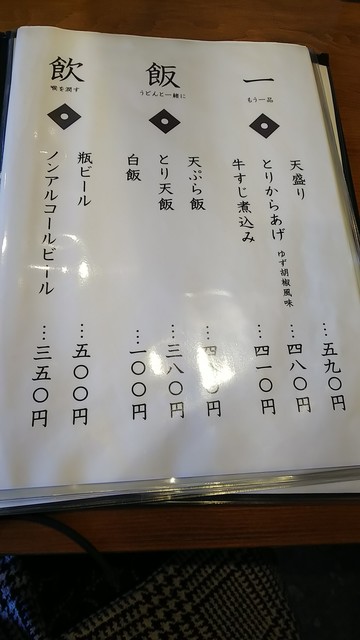 一
もう一品
天盛り …五九〇円
とりからあげ ゆず胡椒風味 …四八〇円
牛すじ煮込み …四一〇円
飯
うどんと一緒に
天ぷら飯 …四 〇円
とり天飯 …三八〇円
白飯 …一〇〇円
飲
喉を潤す
瓶ビール …五〇〇円
ノンアルコールビール …三五〇円